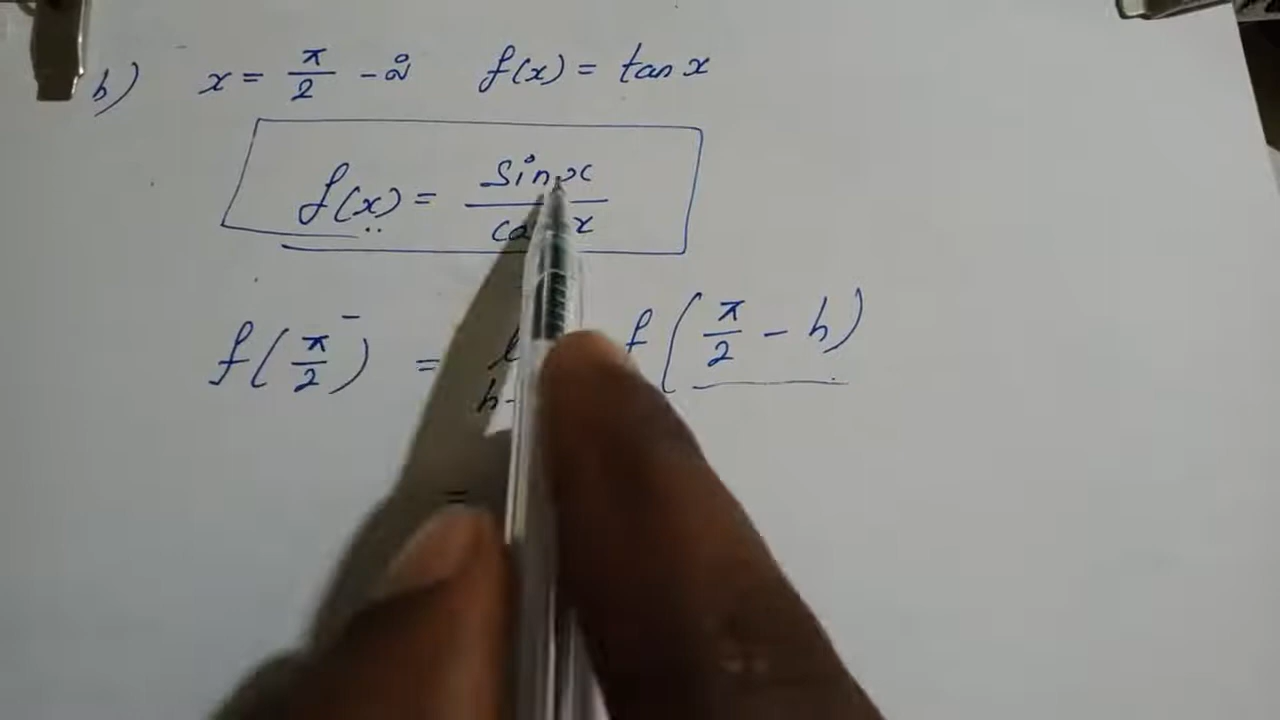 b) x = π/2 - ல் f(x) = tan x
f(x) = sin x / cos x
f(π/2⁻) = f(π/2 - h)
h-
=